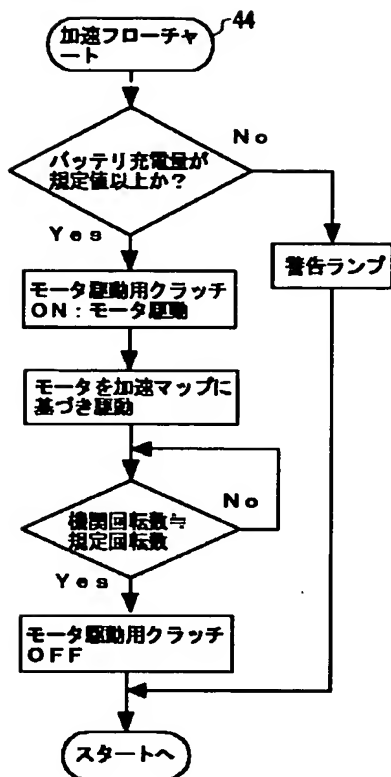 加速フローチャ
ート
44
バッテリ充電量が
規定値以上か?
No
Yes
警告ランプ
モータ駆動用クラッチ
ON:モータ駆動
モータを加速マップに
基づき駆動
機関回転数≒
規定回転数
No
Yes
モータ駆動用クラッチ
OFF
スタートへ